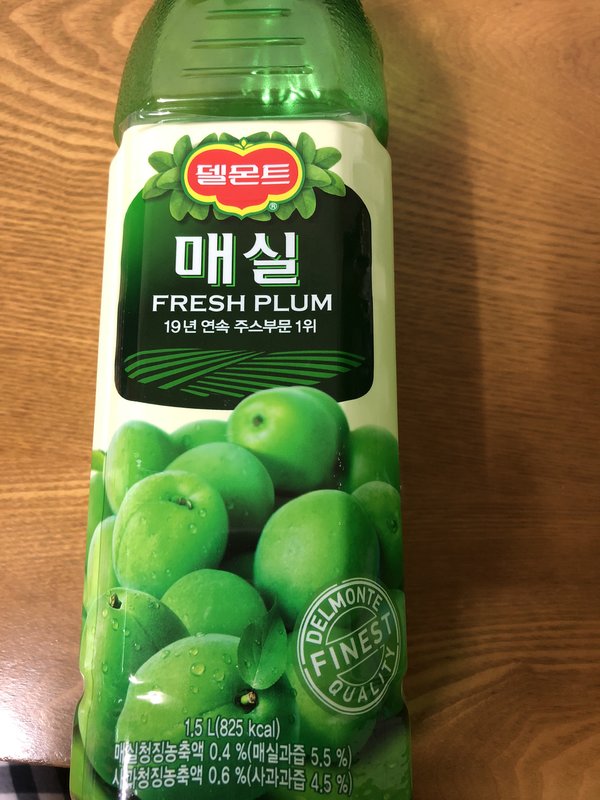 델몬트
®
매실
FRESH PLUM
19년 연속 주스부문 1위
DELMONTE
FINEST
QUALITY
1.5 L(825 kcal)
매실청징농축액 0.4 %(매실과즙 5.5 %)
사과청징농축액 0.6 %(사과과즙 4.5 %)